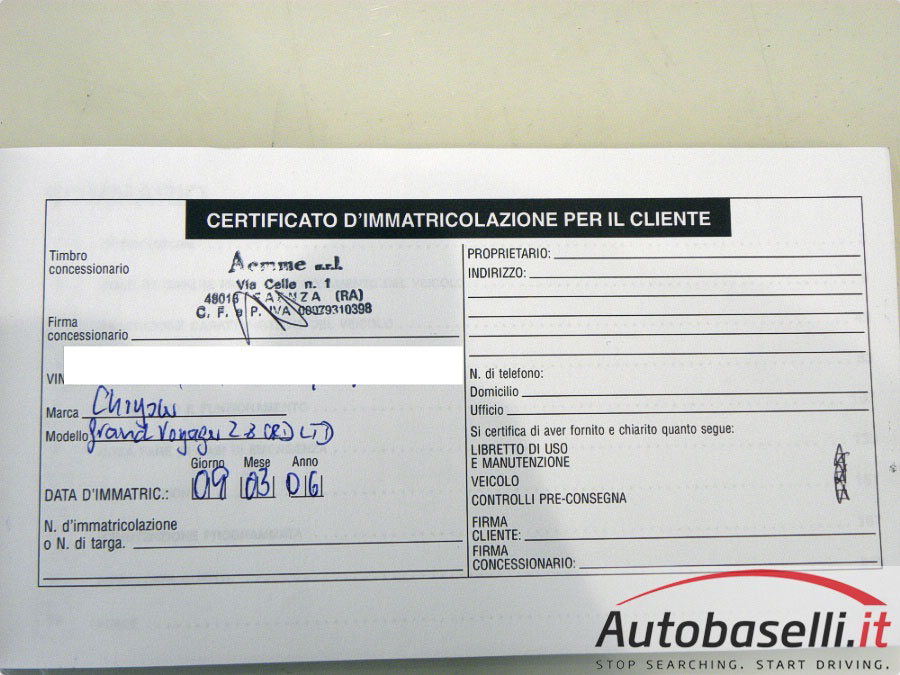 CERTIFICATO D'IMMATRICOLAZIONE PER IL CLIENTE
Timbro
concessionario
Aemme s.r.l.
Via Celle n. 1
48018 FAENZA (RA)
C. F. e P. IVA
Firma
concessionario
VIN
Marca Chrysler
Modello Grand Voyager 2.8 CRD LTD
Giorno Mese Anno
DATA D'IMMATRIC.: 09 03 06
N. d'immatricolazione
o N. di targa.
PROPRIETARIO:
INDIRIZZO:
N. di telefono:
Domicilio
Ufficio
Si certifica di aver fornito e chiarito quanto segue:
LIBRETTO DI USO
E MANUTENZIONE
VEICOLO
CONTROLLI PRE-CONSEGNA
FIRMA
CLIENTE:
FIRMA
CONCESSIONARIO:
Autobaselli.it
STOP SEARCHING. START DRIVING.